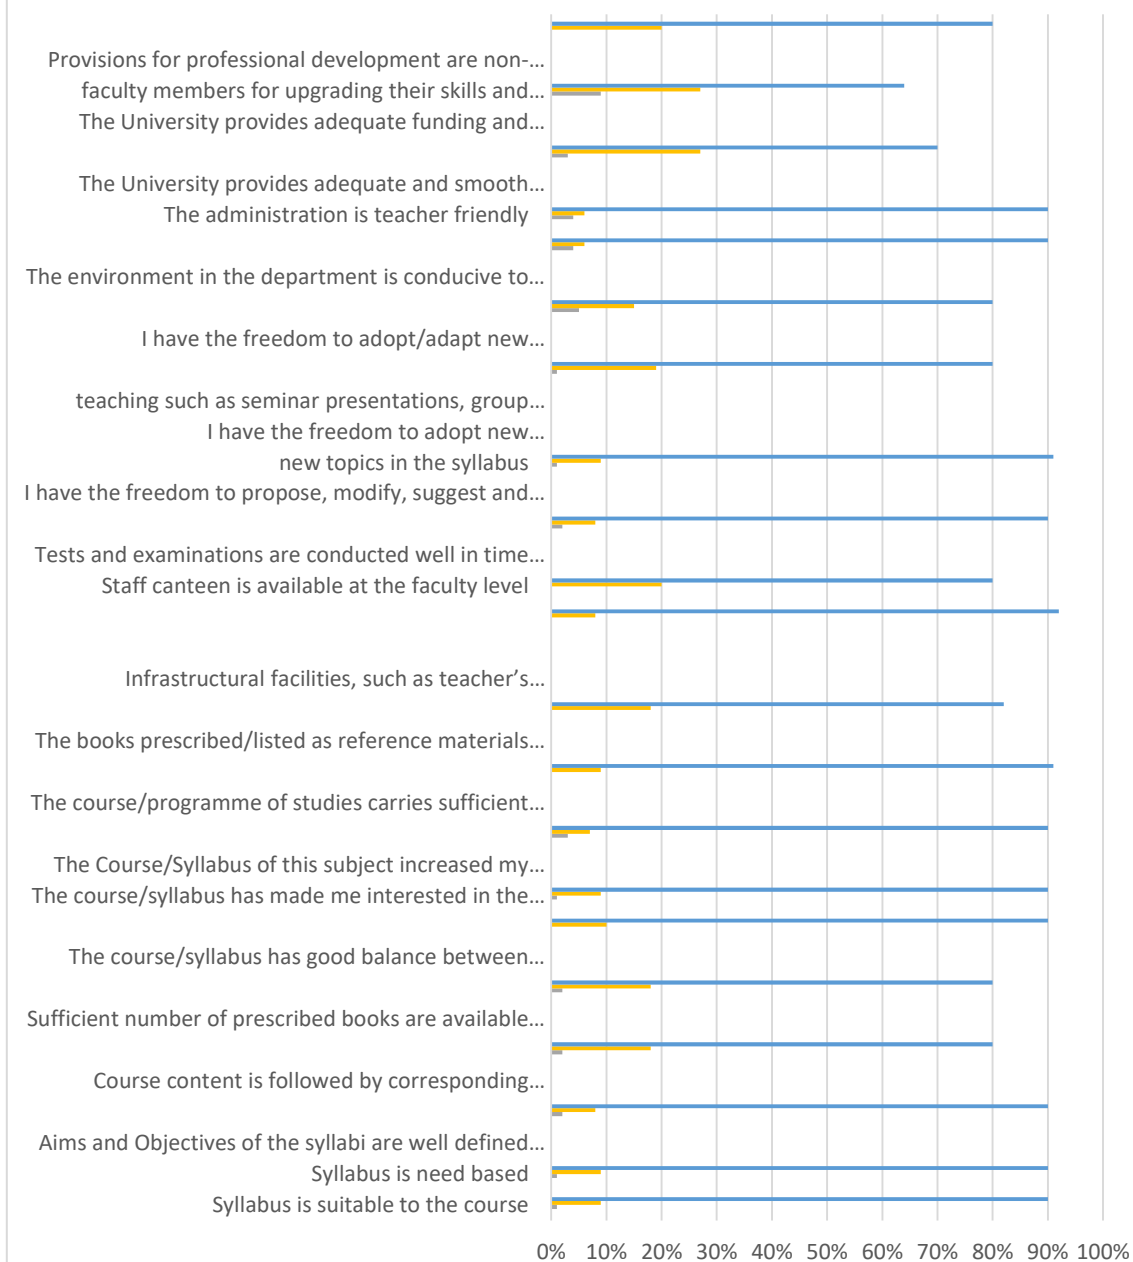 Provisions for professional development are non-...
faculty members for upgrading their skills and...
The University provides adequate funding and...
The University provides adequate and smooth...
The administration is teacher friendly
The environment in the department is conducive to...
I have the freedom to adopt/adapt new...
teaching such as seminar presentations, group...
I have the freedom to adopt new...
new topics in the syllabus
I have the freedom to propose, modify, suggest and...
Tests and examinations are conducted well in time...
Staff canteen is available at the faculty level
Infrastructural facilities, such as teacher's...
The books prescribed/listed as reference materials...
The course/programme of studies carries sufficient...
The Course/Syllabus of this subject increased my...
The course/syllabus has made me interested in the...
The course/syllabus has good balance between...
Sufficient number of prescribed books are available...
Course content is followed by corresponding...
Aims and Objectives of the syllabi are well defined...
Syllabus is need based
Syllabus is suitable to the course
0% 10% 20% 30% 40% 50% 60% 70% 80% 90% 100%